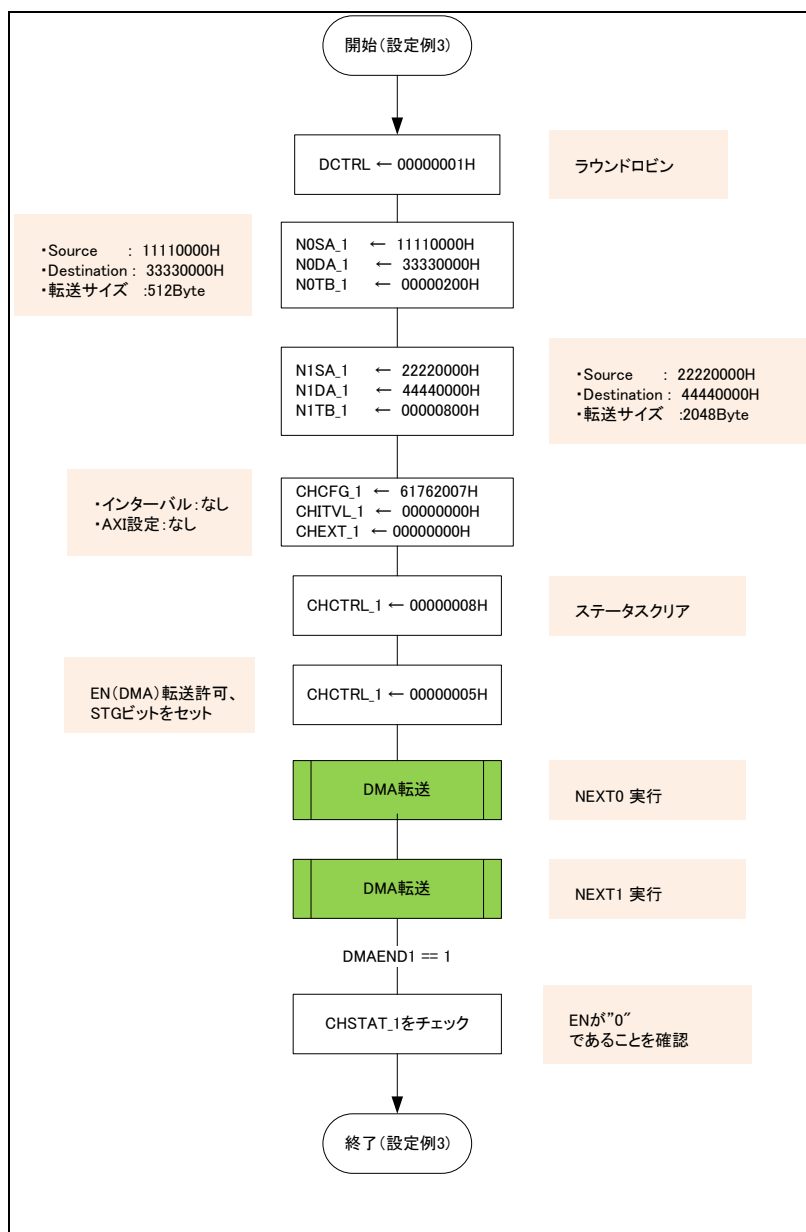 開始(設定例3)
DCTRL ← 00000001H
ラウンドロビン
・Source : 11110000H
・Destination : 33330000H
・転送サイズ :512Byte
N0SA_1 ← 11110000H
N0DA_1 ← 33330000H
N0TB_1 ← 00000200H
N1SA_1 ← 22220000H
N1DA_1 ← 44440000H
N1TB_1 ← 00000800H
・Source : 22220000H
・Destination : 44440000H
・転送サイズ :2048Byte
・インターバル:なし
・AXI設定:なし
CHCFG_1 ← 61762007H
CHITVL_1 ← 00000000H
CHEXT_1 ← 00000000H
CHCTRL_1 ← 00000008H
ステータスクリア
EN(DMA)転送許可、
STGビットをセット
CHCTRL_1 ← 00000005H
DMA転送
NEXT0 実行
DMA転送
NEXT1 実行
DMAEND1 == 1
CHSTAT_1をチェック
ENが"0"
であることを確認
終了(設定例3)